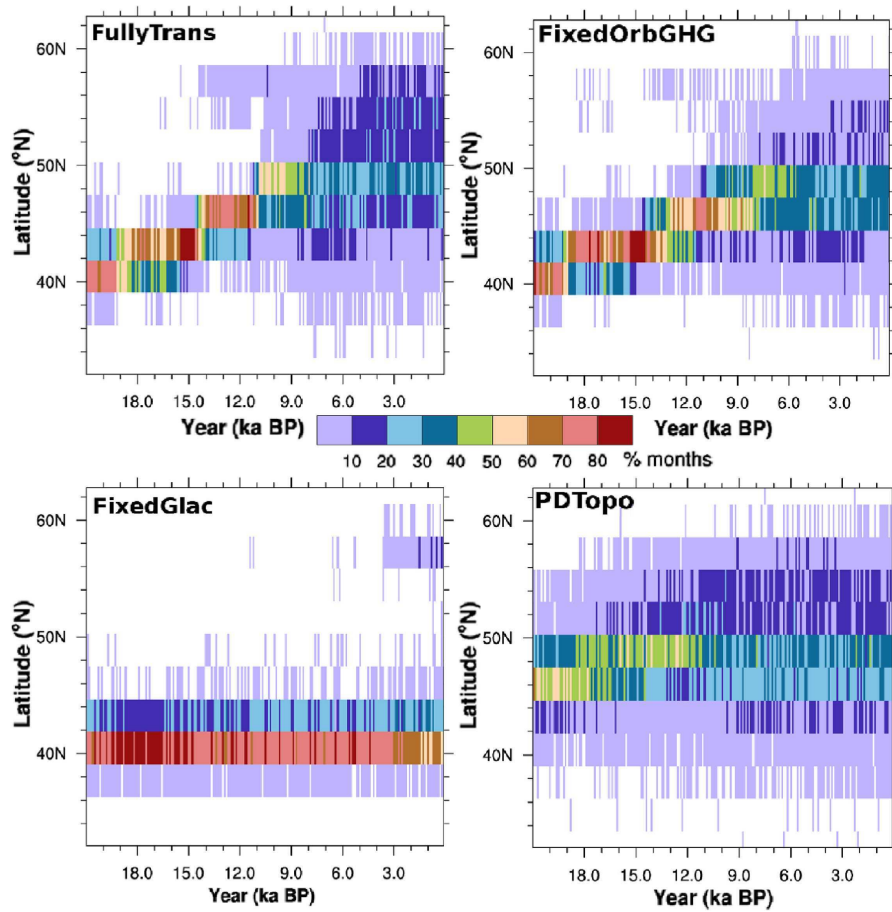 FullyTrans
60N
50N
40N
Latitude (°N)
18.0 15.0 12.0 9.0 6.0 3.0
Year (ka BP)
FixedOrbGHG
60N
50N
40N
Latitude (°N)
18.0 15.0 12.0 9.0 6.0 3.0
Year (ka BP)
10 20 30 40 50 60 70 80 % months
FixedGlac
60N
50N
40N
Latitude (°N)
18.0 15.0 12.0 9.0 6.0 3.0
Year (ka BP)
PDTopo
60N
50N
40N
Latitude (°N)
18.0 15.0 12.0 9.0 6.0 3.0
Year (ka BP)